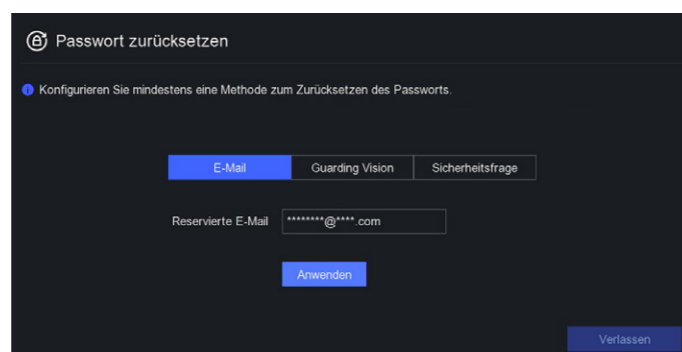 Passwort zurücksetzen
Konfigurieren Sie mindestens eine Methode zum Zurücksetzen des Passworts.
E-Mail Guarding Vision Sicherheitsfrage
Reservierte E-Mail ********@****.com
Anwenden
Verlassen